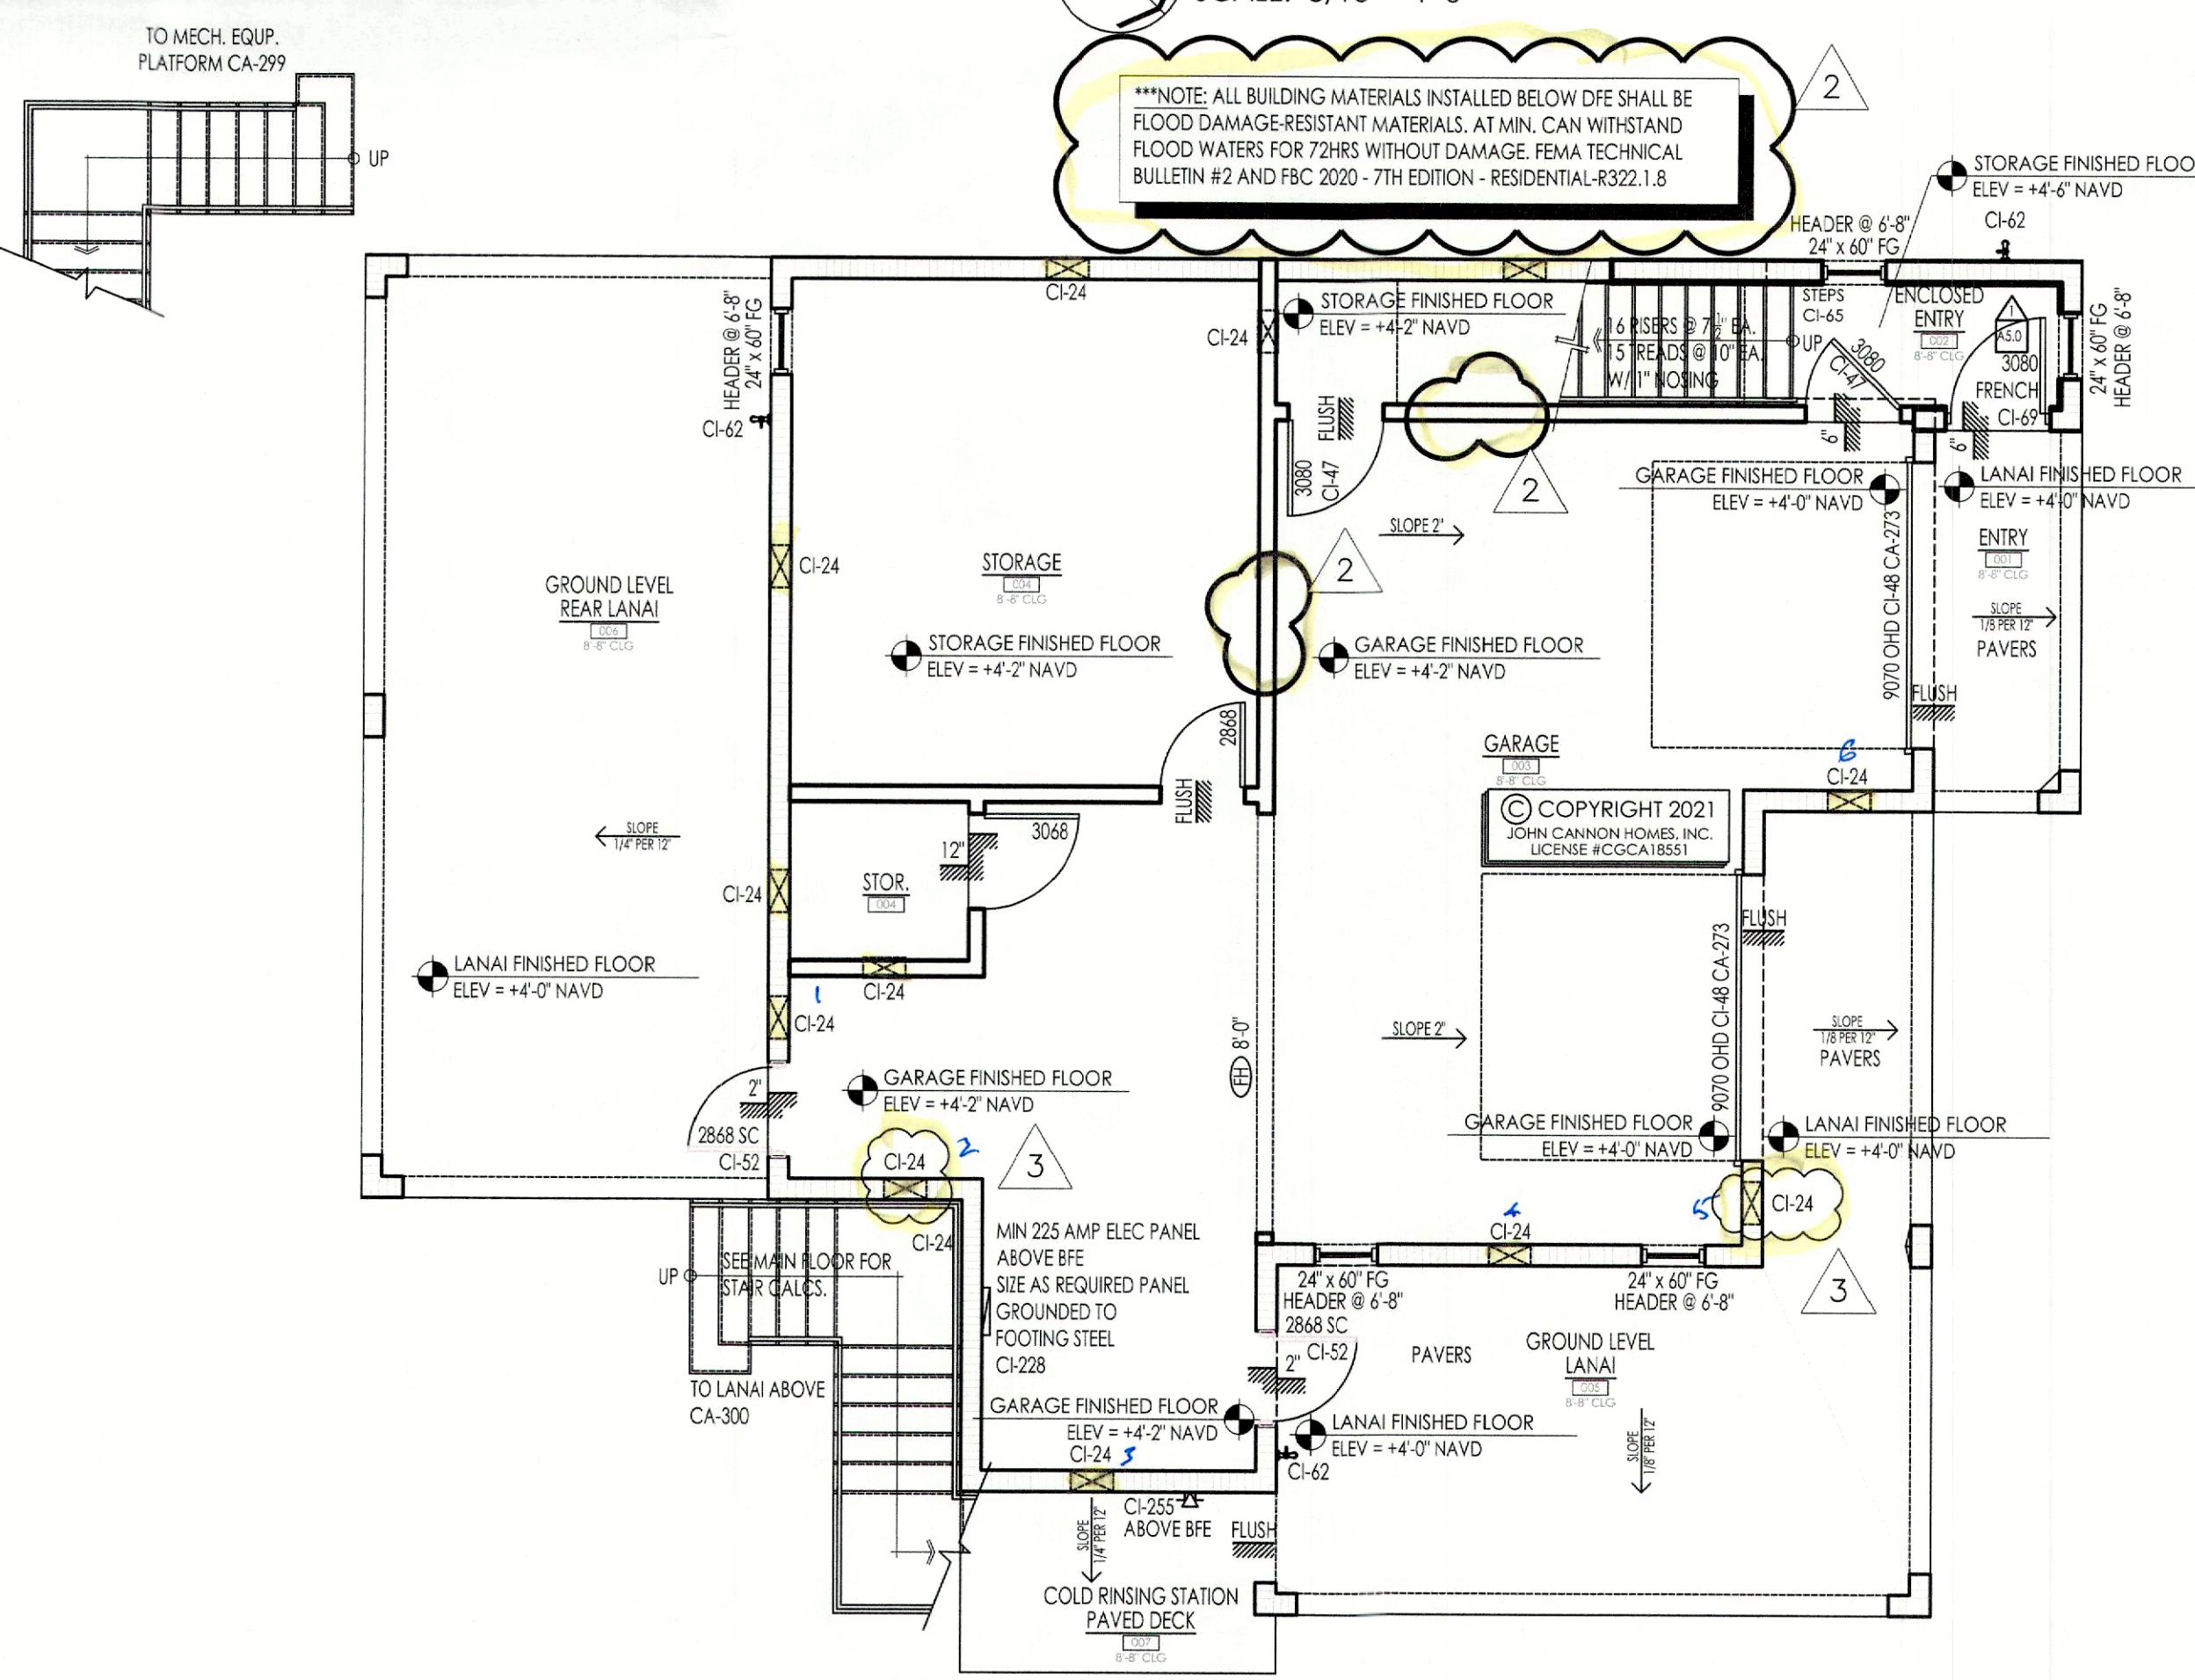 TO MECH. EQUP.
PLATFORM CA-299
UP
***NOTE: ALL BUILDING MATERIALS INSTALLED BELOW DFE SHALL BE
FLOOD DAMAGE-RESISTANT MATERIALS. AT MIN. CAN WITHSTAND
FLOOD WATERS FOR 72HRS WITHOUT DAMAGE. FEMA TECHNICAL
BULLETIN #2 AND FBC 2020 - 7TH EDITION - RESIDENTIAL-R322.1.8
2
STORAGE FINISHED FLOO
ELEV = +4'-6" NAVD
CI-62
HEADER @ 6'-8"
24" x 60" FG
CI-24
HEADER @ 6'-8"
24" x 60" FG
CI-62
CI-24
STORAGE FINISHED FLOOR
ELEV = +4'-2" NAVD
16 RISERS @ 7 1/2" EA.
15 TREADS @ 10" EA.
W/ 1" NOSING
UP
STEPS
CI-65
ENCLOSED
ENTRY
002
8'-8" CLG
1
A5.0
3080
CI-47
3080
FRENCH
CI-69
24" x 60" FG
HEADER @ 6'-8"
FLUSH
3080
CI-47
6"
6"
2
GARAGE FINISHED FLOOR
ELEV = +4'-0" NAVD
LANAI FINISHED FLOOR
ELEV = +4'-0" NAVD
SLOPE 2"
9070 OHD CI-48 CA-273
ENTRY
001
8'-8" CLG
SLOPE
1/8 PER 12"
PAVERS
FLUSH
GROUND LEVEL
REAR LANAI
006
8'-8" CLG
CI-24
STORAGE
004
8'-8" CLG
STORAGE FINISHED FLOOR
ELEV = +4'-2" NAVD
2
GARAGE FINISHED FLOOR
ELEV = +4'-2" NAVD
2868
FLUSH
GARAGE
003
8'-8" CLG
6
CI-24
© COPYRIGHT 2021
JOHN CANNON HOMES, INC.
LICENSE #CGCA18551
SLOPE
1/4" PER 12"
3068
12"
STOR.
004
CI-24
CI-24
1
CI-24
LANAI FINISHED FLOOR
ELEV = +4'-0" NAVD
FLUSH
9070 OHD CI-48 CA-273
SLOPE 2"
FH 8'-0"
SLOPE
1/8 PER 12"
PAVERS
GARAGE FINISHED FLOOR
ELEV = +4'-2" NAVD
2"
2868 SC
CI-52
CI-24
2
3
GARAGE FINISHED FLOOR
ELEV = +4'-0" NAVD
LANAI FINISHED FLOOR
ELEV = +4'-0" NAVD
4
CI-24
5
CI-24
3
CI-24
MIN 225 AMP ELEC PANEL
ABOVE BFE
SIZE AS REQUIRED PANEL
GROUNDED TO
FOOTING STEEL
CI-228
UP
SEE MAIN FLOOR FOR
STAIR CALCS.
24" x 60" FG
HEADER @ 6'-8"
24" x 60" FG
HEADER @ 6'-8"
2868 SC
CI-52
2"
PAVERS
GROUND LEVEL
LANAI
005
8'-8" CLG
TO LANAI ABOVE
CA-300
GARAGE FINISHED FLOOR
ELEV = +4'-2" NAVD
LANAI FINISHED FLOOR
ELEV = +4'-0" NAVD
SLOPE
1/8" PER 12"
CI-24
3
CI-62
SLOPE
1/4" PER 12"
CI-255
ABOVE BFE
FLUSH
COLD RINSING STATION
PAVED DECK
007
8'-8" CLG